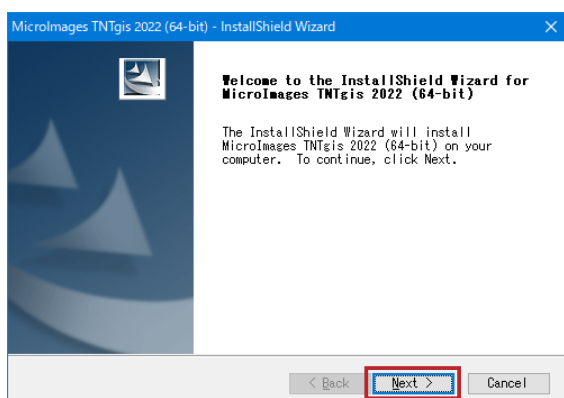 MicroImages TNTgis 2022 (64-bit) - InstallShield Wizard
Welcome to the InstallShield Wizard for
MicroImages TNTgis 2022 (64-bit)
The InstallShield Wizard will install
MicroImages TNTgis 2022 (64-bit) on your
computer. To continue, click Next.
< Back Next > Cancel